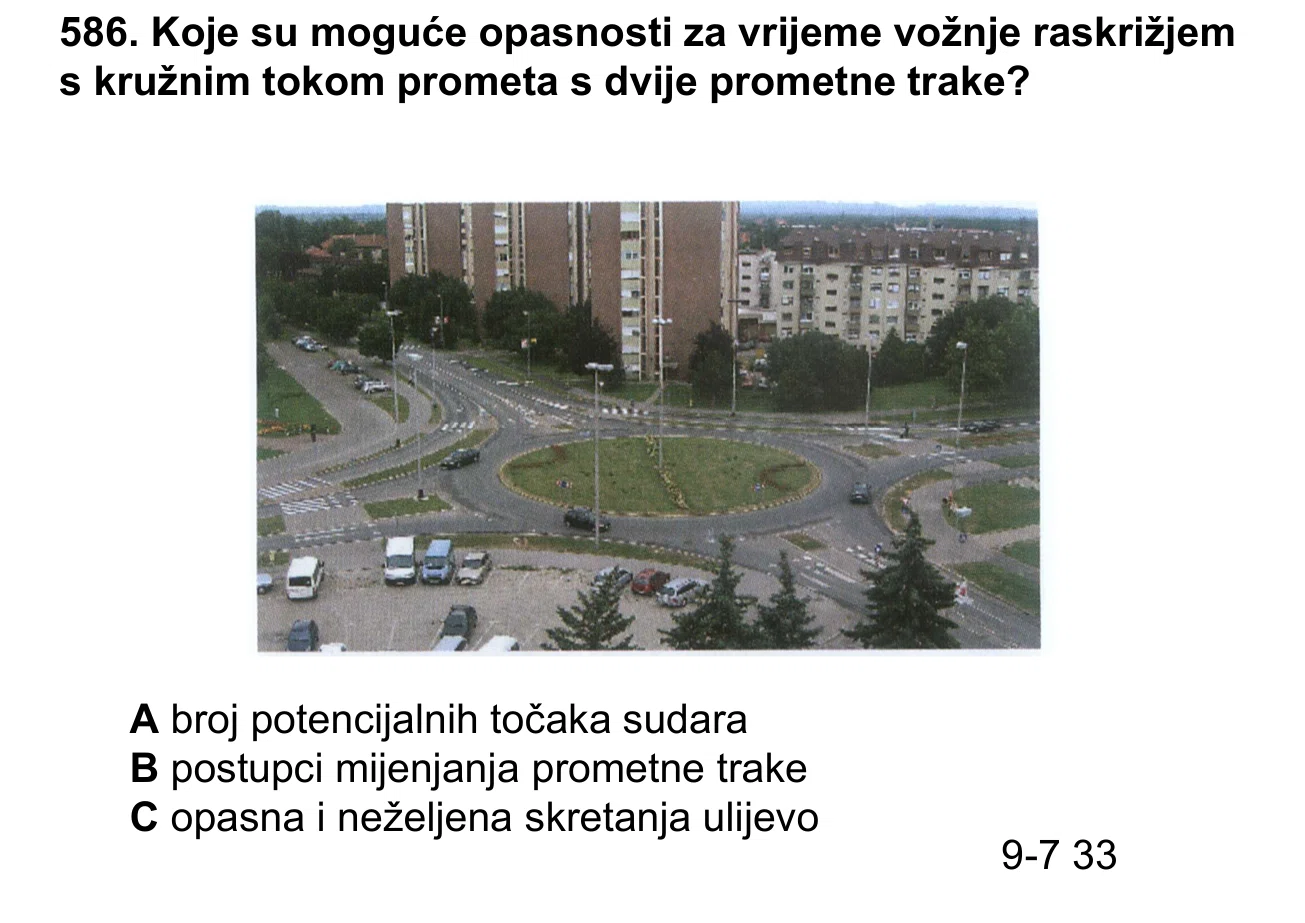 586. Koje su moguće opasnosti za vrijeme vožnje raskrižjem
s kružnim tokom prometa s dvije prometne trake?
A broj potencijalnih točaka sudara
B postupci mijenjanja prometne trake
C opasna i neželjena skretanja ulijevo
9-7 33